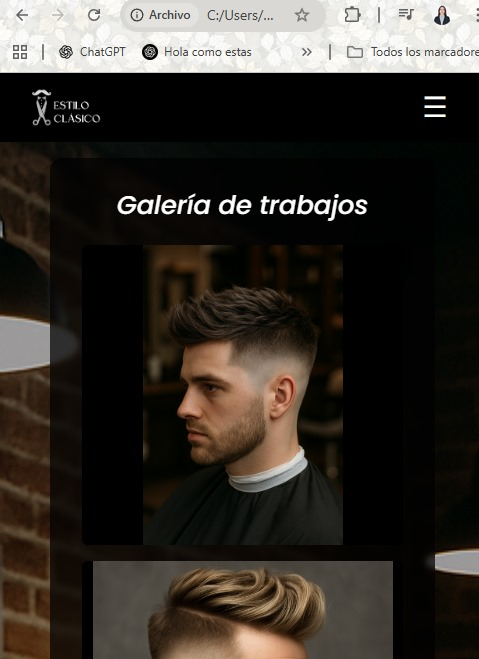 Archivo C:/Users/...
ChatGPT Hola como estas » Todos los marcadore
ESTILO
CLÁSICO
Galería de trabajos